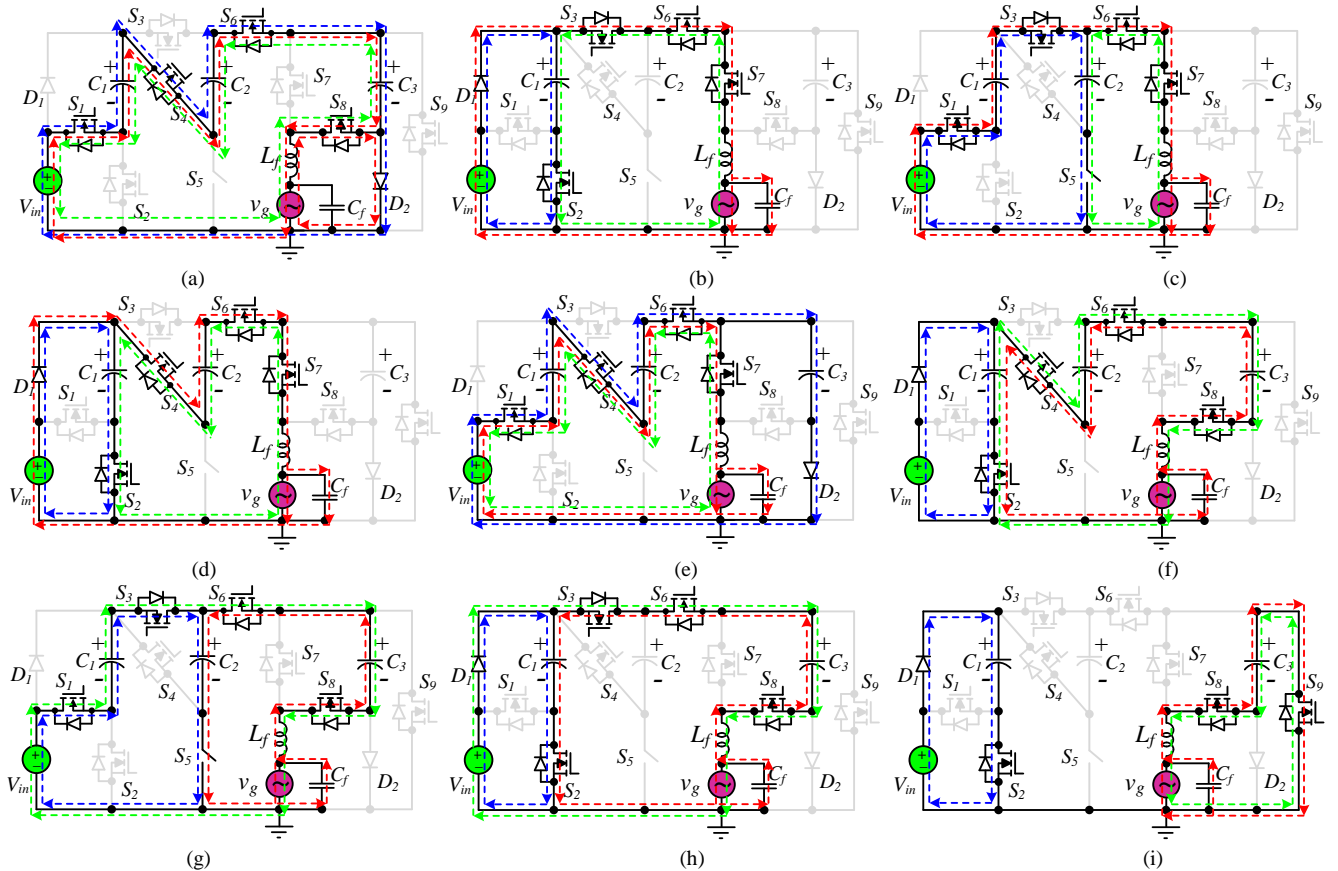 S3 S6
C1 + - C2 + - C3 + -
D1 S1 S4 S7 S8 S9
Lf
S5
Vin S2 vg Cf D2
(a)
S3 S6
C1 + - C2 + - C3 + -
D1 S1 S4 S7 S8 S9
Lf
S5
Vin S2 vg Cf D2
(b)
S3 S6
C1 + - C2 + - C3 + -
D1 S1 S4 S7 S8 S9
Lf
S5
Vin S2 vg Cf D2
(c)
S3 S6
C1 + - C2 + - C3 + -
D1 S1 S4 S7 S8 S9
Lf
S5
Vin S2 vg Cf D2
(d)
S3 S6
C1 + - C2 + - C3 + -
D1 S1 S4 S7 S8 S9
Lf
S5
Vin S2 vg Cf D2
(e)
S3 S6
C1 + - C2 + - C3 + -
D1 S1 S4 S7 S8 S9
Lf
S5
Vin S2 vg Cf D2
(f)
S3 S6
C1 + - C2 + - C3 + -
D1 S1 S4 S7 S8 S9
Lf
S5
Vin S2 vg Cf D2
(g)
S3 S6
C1 + - C2 + - C3 + -
D1 S1 S4 S7 S8 S9
Lf
S5
Vin S2 vg Cf D2
(h)
S3 S6
C1 + - C2 + - C3 + -
D1 S1 S4 S7 S8 S9
Lf
S5
Vin S2 vg Cf D2
(i)